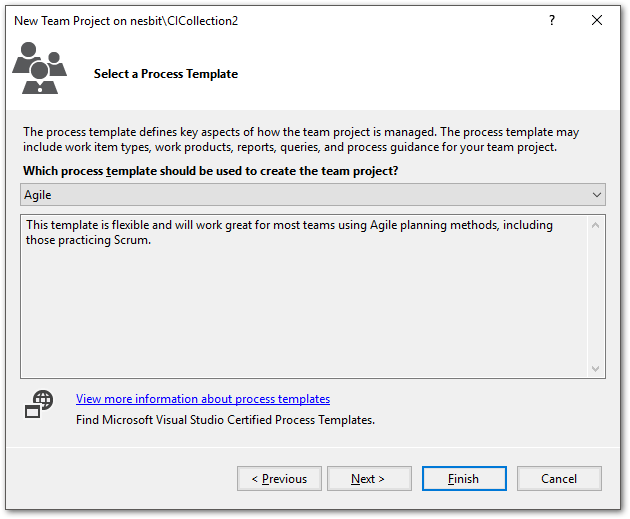 New Team Project on nesbit\CICollection2
?
Select a Process Template
The process template defines key aspects of how the team project is managed. The process template may
include work item types, work products, reports, queries, and process guidance for your team project.
Which process template should be used to create the team project?
Agile
This template is flexible and will work great for most teams using Agile planning methods, including
those practicing Scrum.
View more information about process templates
Find Microsoft Visual Studio Certified Process Templates.
< Previous
Next >
Finish
Cancel